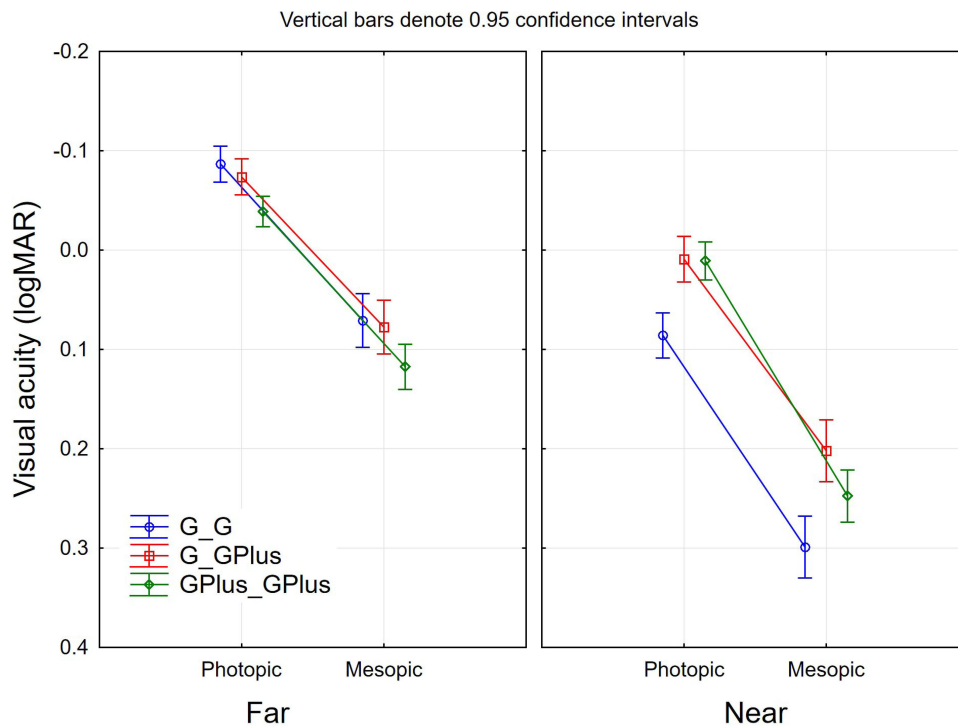 Vertical bars denote 0.95 confidence intervals
Visual acuity (logMAR)
-0.2
-0.1
0.0
0.1
0.2
0.3
0.4
G_G
G_GPlus
GPlus_GPlus
Photopic Mesopic
Far
Photopic Mesopic
Near